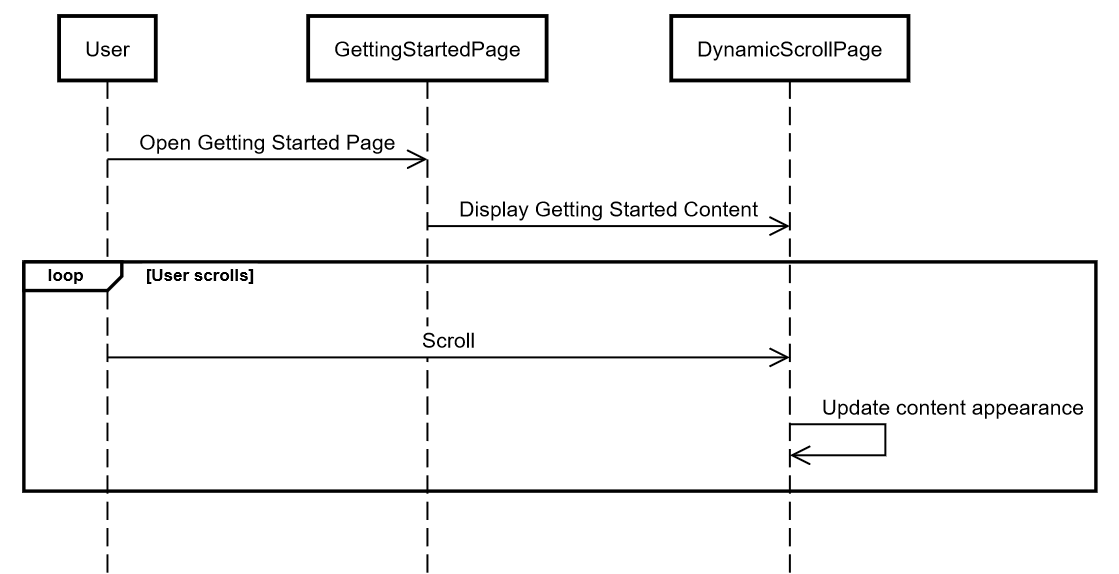 User
GettingStartedPage
DynamicScrollPage
Open Getting Started Page
Display Getting Started Content
loop
[User scrolls]
Scroll
Update content appearance